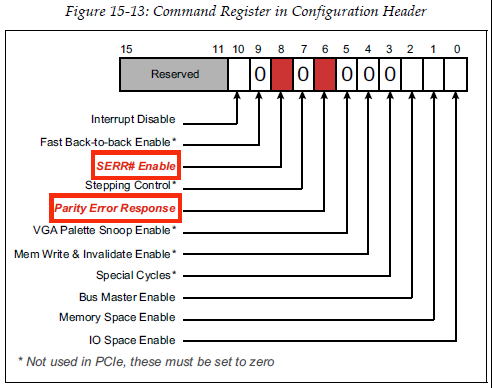 Figure 15-13: Command Register in Configuration Header
15 11 10 9 8 7 6 5 4 3 2 1 0
Reserved 0 0 0 0 0
Interrupt Disable
Fast Back-to-back Enable*
SERR# Enable
Stepping Control*
Parity Error Response
VGA Palette Snoop Enable*
Mem Write & Invalidate Enable*
Special Cycles*
Bus Master Enable
Memory Space Enable
IO Space Enable
* Not used in PCIe, these must be set to zero